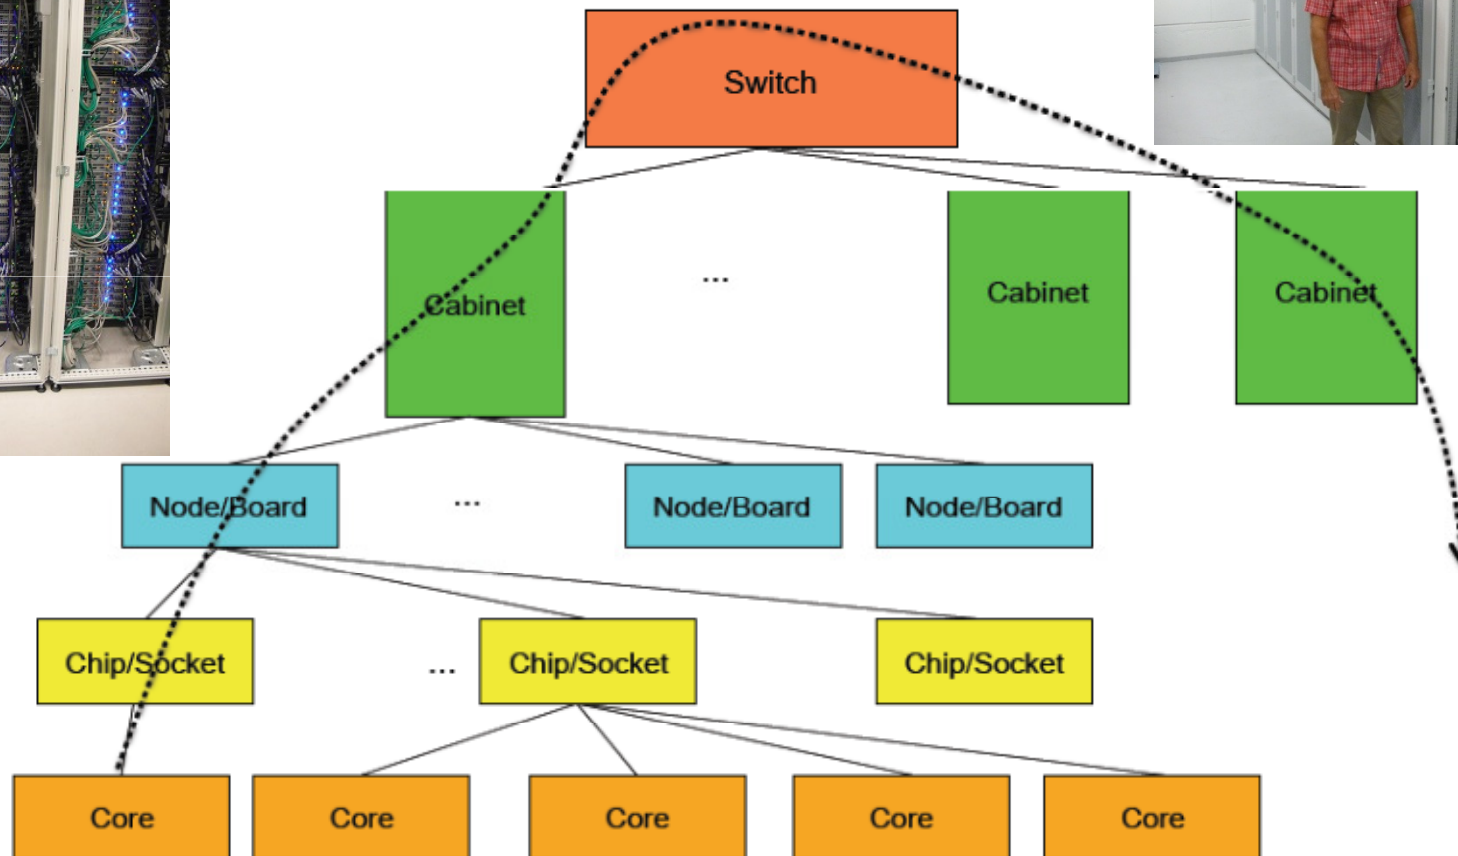 Switch
Cabinet
...
Cabinet
Cabinet
Node/Board
...
Node/Board
Node/Board
Chip/Socket
...
Chip/Socket
Chip/Socket
Core
Core
Core
Core
Core